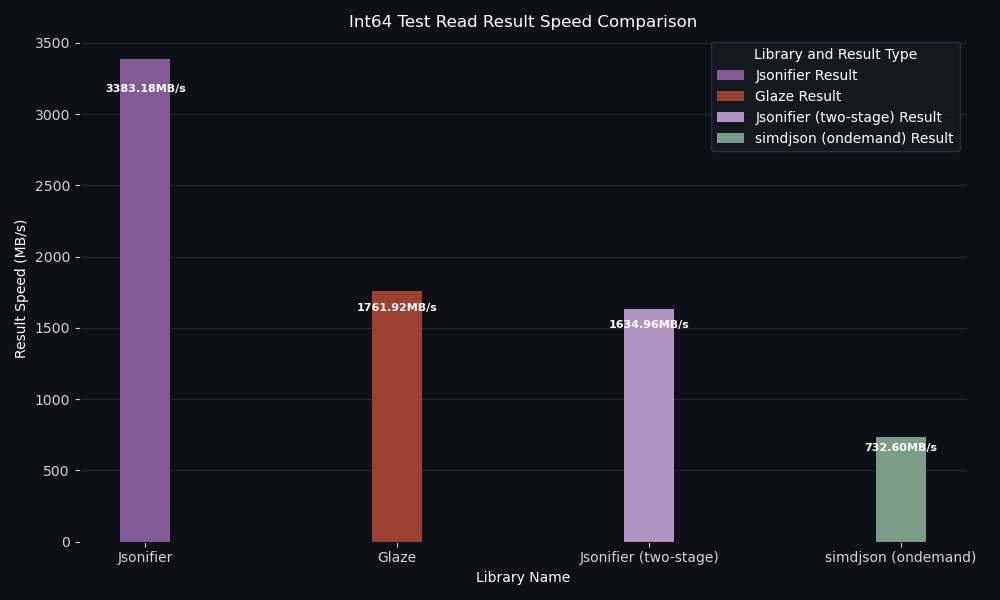 Int64 Test Read Result Speed Comparison
Result Speed (MB/s)
3500
3000
2500
2000
1500
1000
500
0
3383.18MB/s
1761.92MB/s
1634.96MB/s
732.60MB/s
Library and Result Type
Jsonifier Result
Glaze Result
Jsonifier (two-stage) Result
simdjson (ondemand) Result
Jsonifier
Glaze
Jsonifier (two-stage)
simdjson (ondemand)
Library Name